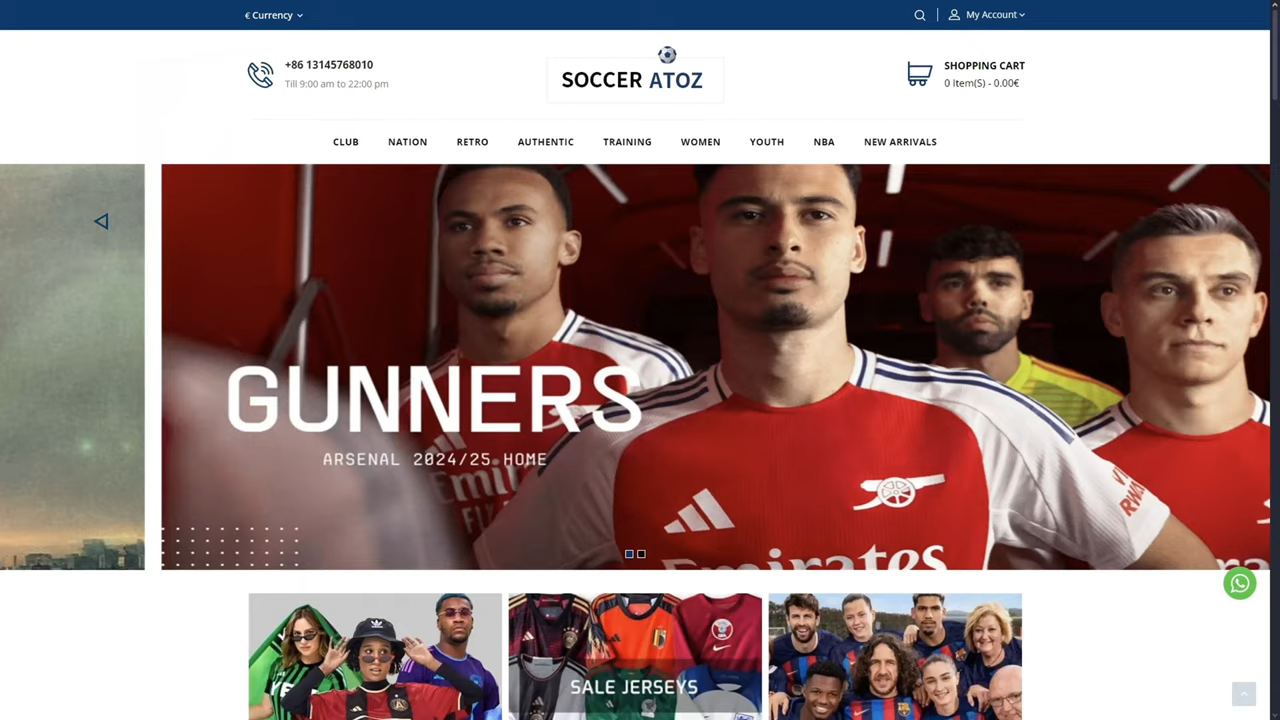 € Currency
My Account
+86 13145768010
Till 9:00 am to 22:00 pm
SOCCER ATOZ
SHOPPING CART
0 Item(S) - 0.00€
CLUB
NATION
RETRO
AUTHENTIC
TRAINING
WOMEN
YOUTH
NBA
NEW ARRIVALS
GUNNERS
ARSENAL 2024/25 HOME
Emirates
SALE JERSEYS